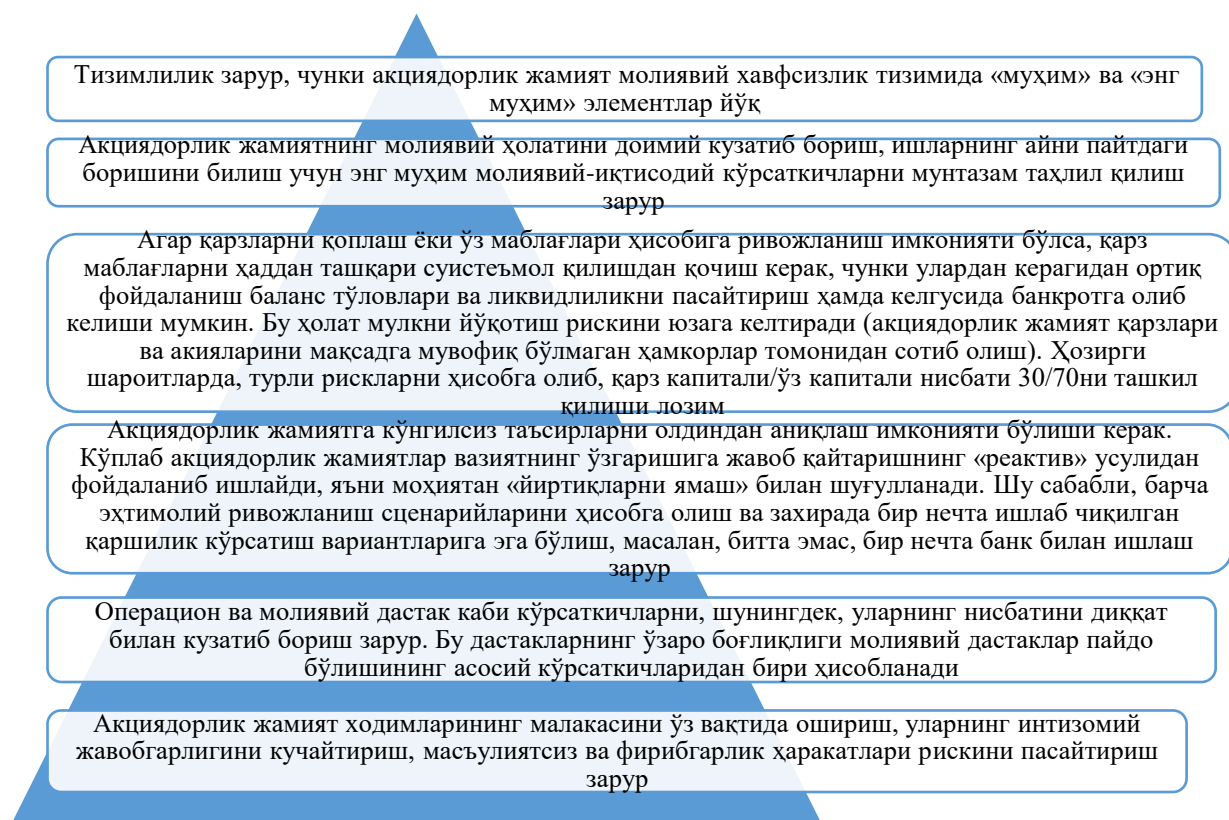 Тизимлилик зарур, чунки акциядорлик жамият молиявий хавфсизлик тизимида «муҳим» ва «энг
муҳим» элементлар йўқ
Акциядорлик жамиятнинг молиявий ҳолатини доимий кузатиб бориш, ишларнинг айни пайтдаги
боришини билиш учун энг муҳим молиявий-иқтисодий кўрсаткичларни мунтазам таҳлил қилиш
зарур
Агар қарзларни қоплаш ёки ўз маблағлари ҳисобига ривожланиш имконияти бўлса, қарз
маблағларни ҳаддан ташқари суистеъмол қилишдан қочиш керак, чунки улардан керагидан ортиқ
фойдаланиш баланс тўловлари ва ликвидлиликни пасайтириш ҳамда келгусида банкротга олиб
келиши мумкин. Бу ҳолат мулкни йўқотиш рискини юзага келтиради (акциядорлик жамият қарзлари
ва акияларини мақсадга мувофиқ бўлмаган ҳамкорлар томонидан сотиб олиш). Ҳозирги
шароитларда, турли рискларни ҳисобга олиб, қарз капитали/ўз капитали нисбати 30/70ни ташкил
қилиши лозим
Акциядорлик жамиятга кўнгилсиз таъсирларни олдиндан аниқлаш имконияти бўлиши керак.
Кўплаб акциядорлик жамиятлар вазиятнинг ўзгаришига жавоб қайтаришнинг «реактив» усулидан
фойдаланиб ишлайди, яъни моҳиятан «йиртиқларни ямаш» билан шуғулланади. Шу сабабли, барча
эҳтимолий ривожланиш сценарийларини ҳисобга олиш ва захирада бир нечта ишлаб чиқилган
қаршилик кўрсатиш вариантларига эга бўлиш, масалан, битта эмас, бир нечта банк билан ишлаш
зарур
Операцион ва молиявий дастак каби кўрсаткичларни, шунингдек, уларнинг нисбатини диққат
билан кузатиб бориш зарур. Бу дастакларнинг ўзаро боғлиқлиги молиявий дастаклар пайдо
бўлишининг асосий кўрсаткичларидан бири ҳисобланади
Акциядорлик жамият ходимларининг малакасини ўз вақтида ошириш, уларнинг интизомий
жавобгарлигини кучайтириш, масъулиятсиз ва фирибгарлик ҳаракатлари рискини пасайтириш
зарур